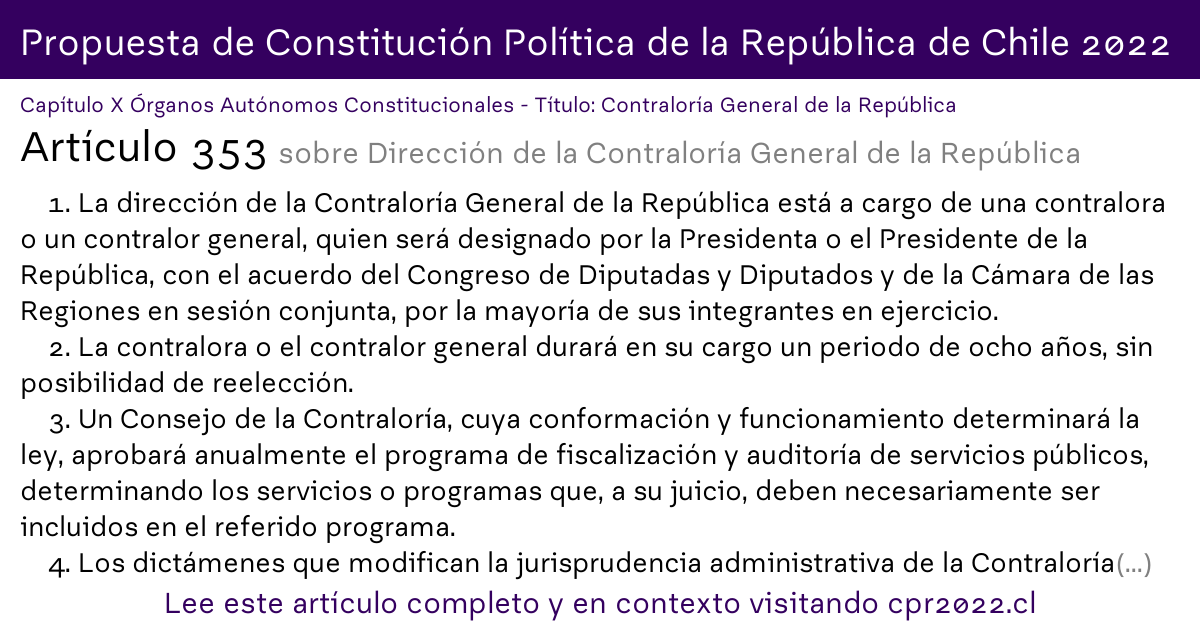 Propuesta de Constitución Política de la República de Chile 2022
Capítulo X Órganos Autónomos Constitucionales - Título: Contraloría General de la República
Artículo 353 sobre Dirección de la Contraloría General de la República
1. La dirección de la Contraloría General de la República está a cargo de una contralora
o un contralor general, quien será designado por la Presidenta o el Presidente de la
República, con el acuerdo del Congreso de Diputadas y Diputados y de la Cámara de las
Regiones en sesión conjunta, por la mayoría de sus integrantes en ejercicio.
2. La contralora o el contralor general durará en su cargo un periodo de ocho años, sin
posibilidad de reelección.
3. Un Consejo de la Contraloría, cuya conformación y funcionamiento determinará la
ley, aprobará anualmente el programa de fiscalización y auditoría de servicios públicos,
determinando los servicios o programas que, a su juicio, deben necesariamente ser
incluidos en el referido programa.
4. Los dictámenes que modifican la jurisprudencia administrativa de la Contraloría(...)
Lee este artículo completo y en contexto visitando cpr2022.cl